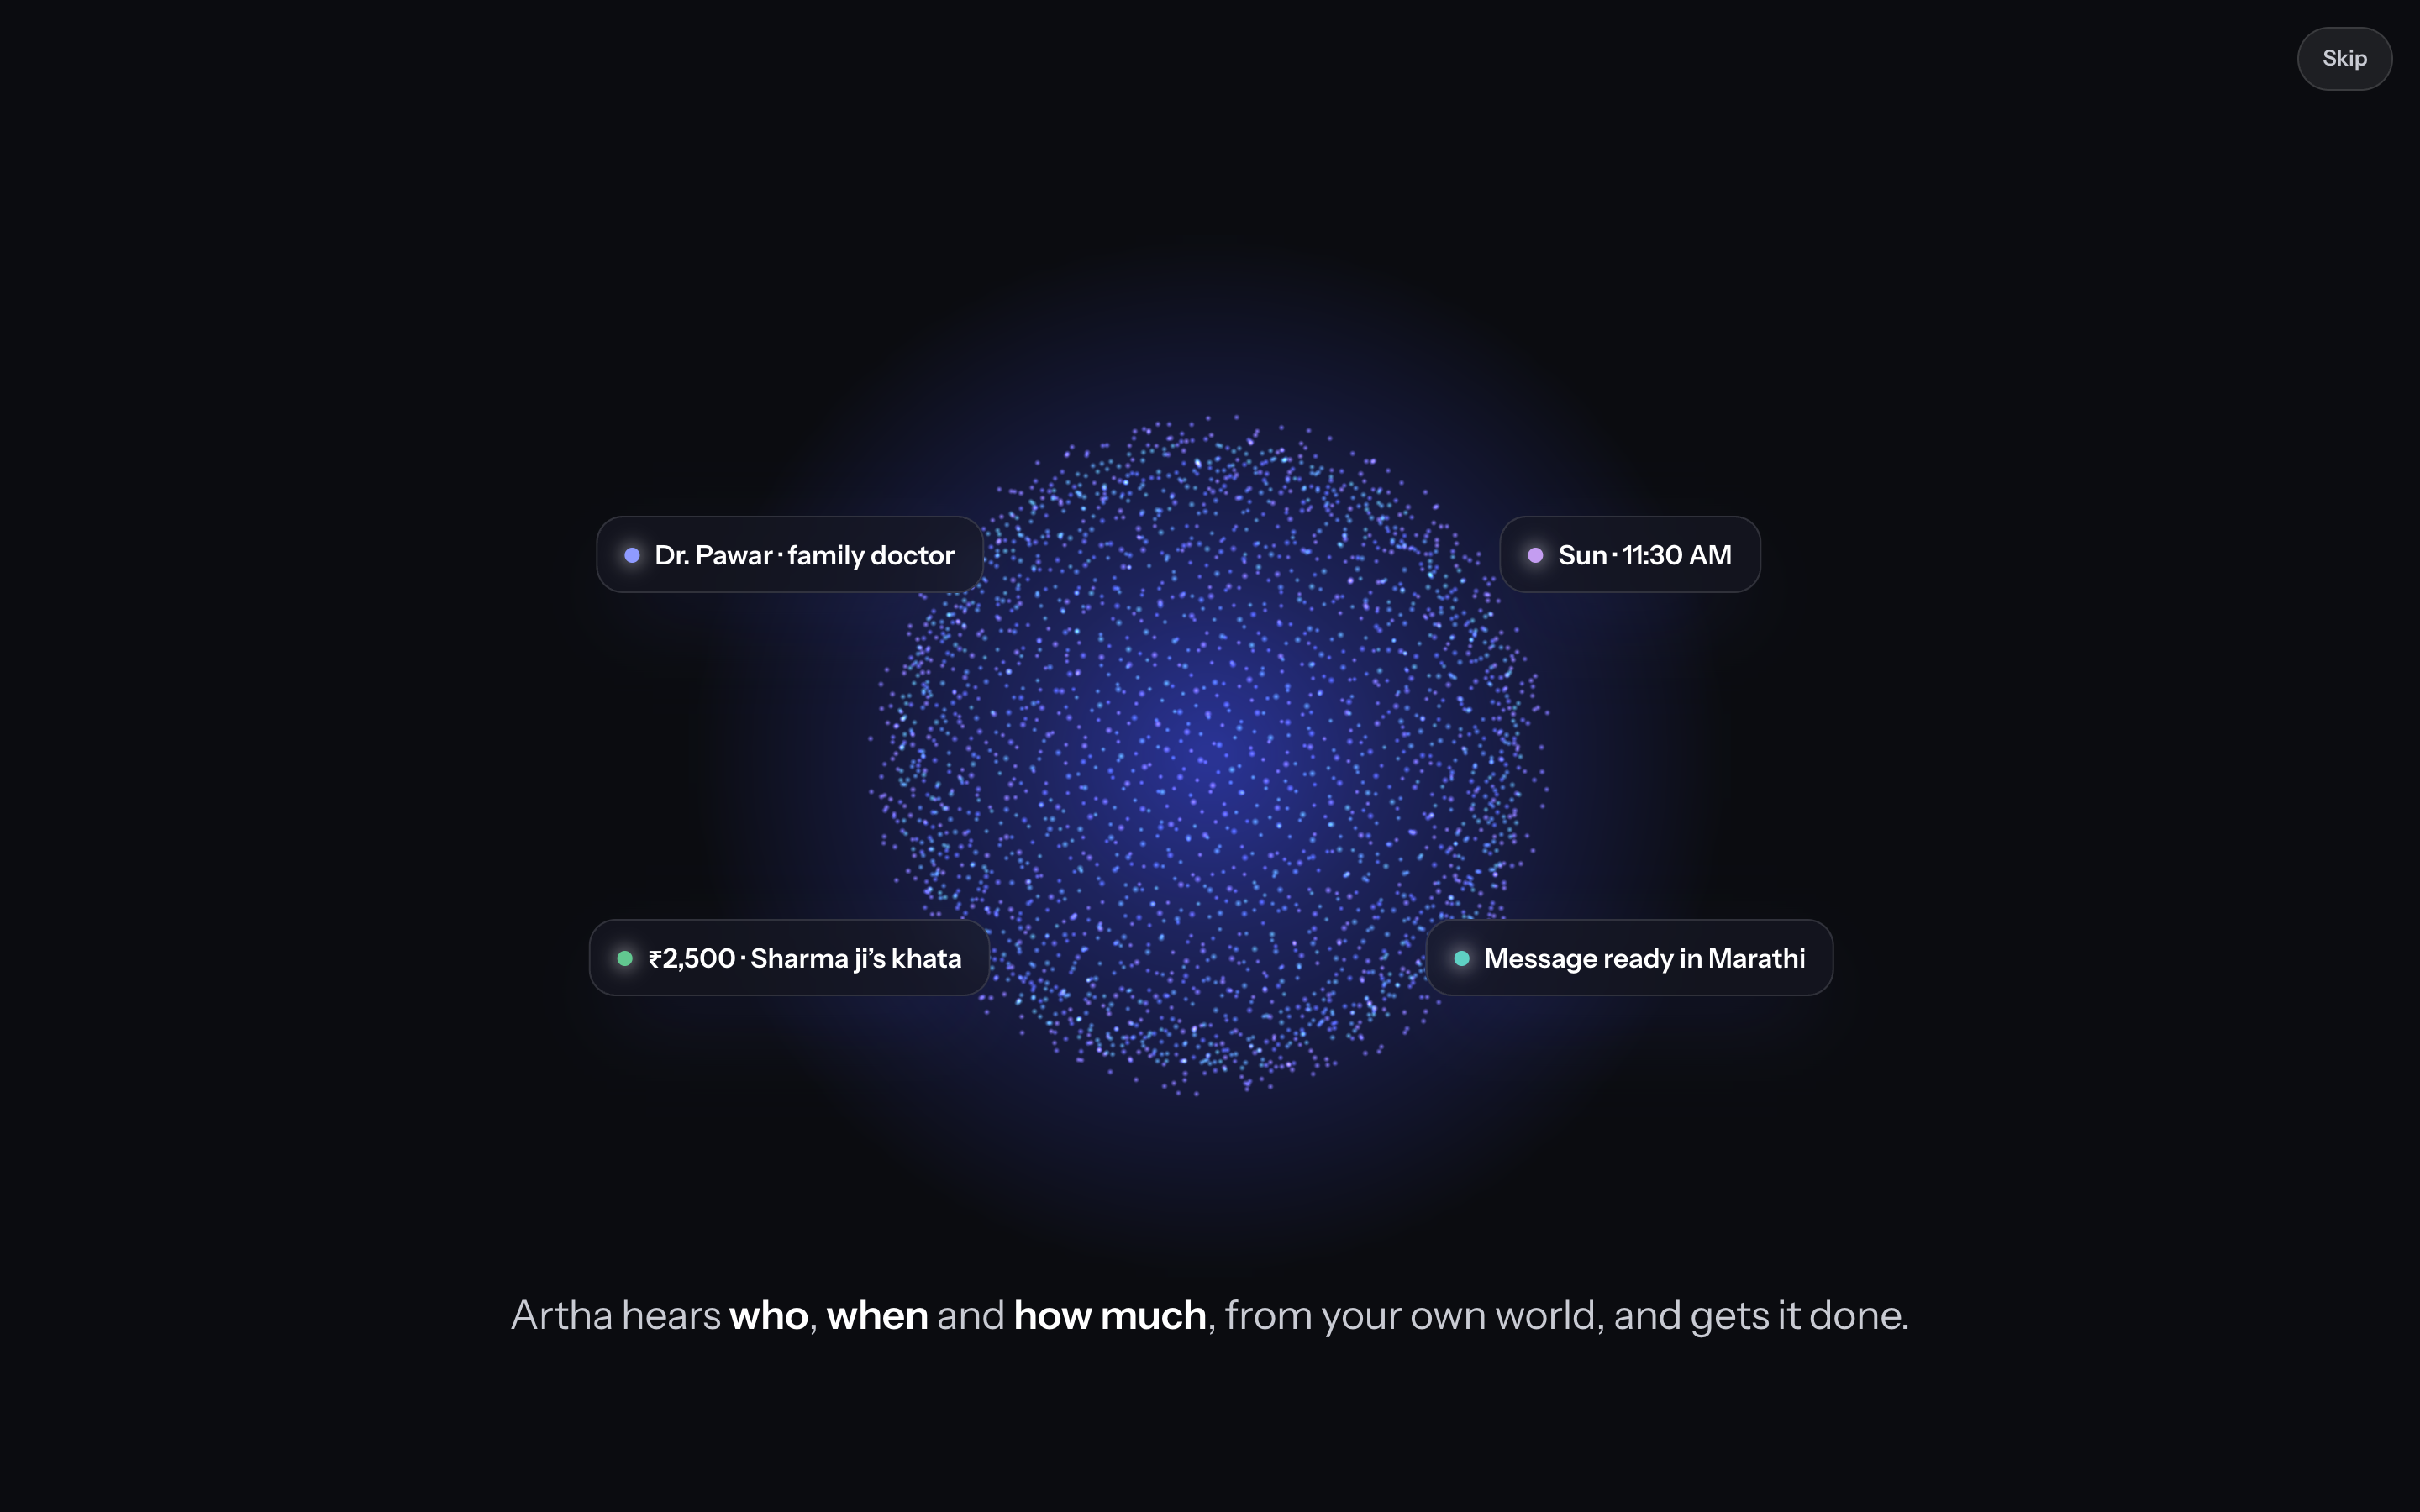 Skip
Dr. Pawar · family doctor
Sun · 11:30 AM
₹2,500 · Sharma ji’s khata
Message ready in Marathi
Artha hears who, when and how much, from your own world, and gets it done.